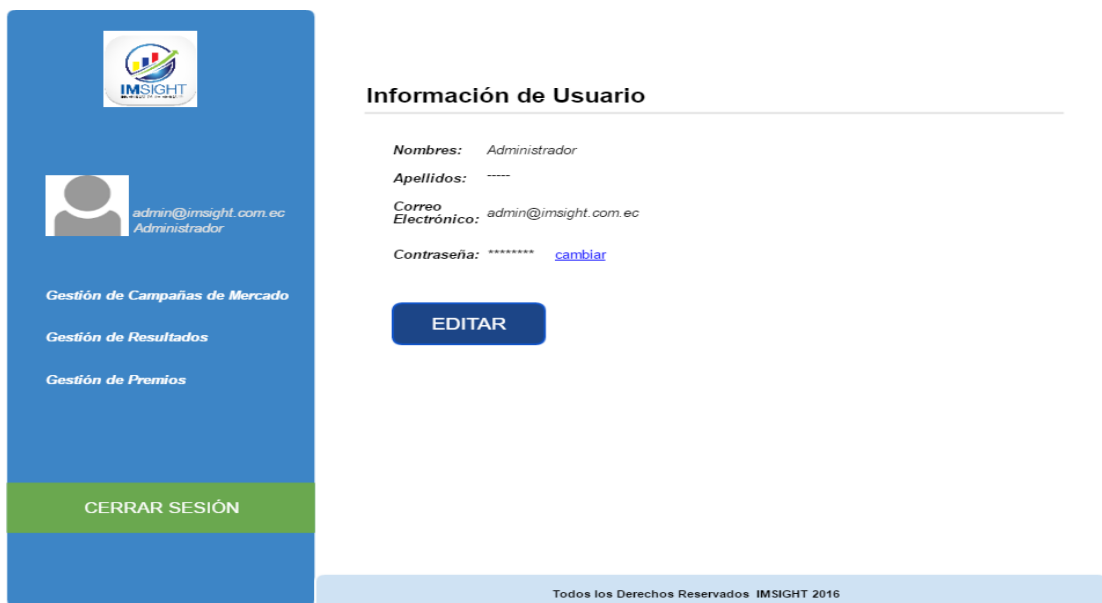 IMSIGHT
admin@imsight.com.ec
Administrador
Gestión de Campañas de Mercado
Gestión de Resultados
Gestión de Premios
CERRAR SESIÓN
Información de Usuario
Nombres: Administrador
Apellidos: -----
Correo
Electrónico: admin@imsight.com.ec
Contraseña: ******** cambiar
EDITAR
Todos los Derechos Reservados IMSIGHT 2016